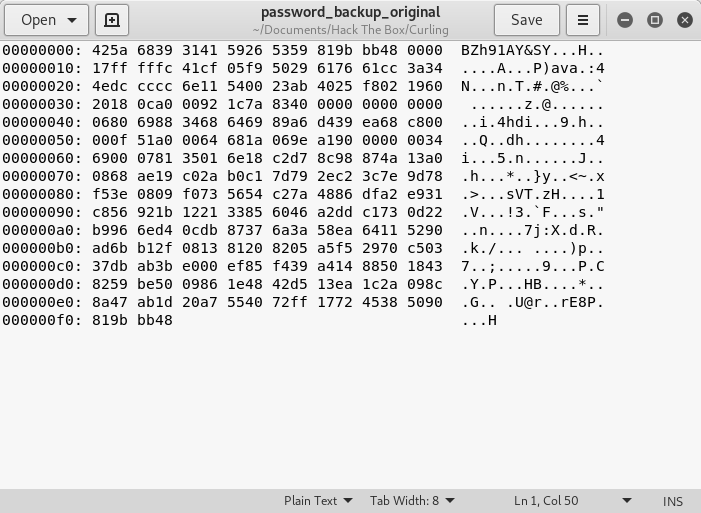 Open
password_backup_original
~/Documents/Hack The Box/Curling
Save
00000000: 425a 6839 3141 5926 5359 819b bb48 0000  BZh91AY&SY...H..
00000010: 17ff fffc 41cf 05f9 5029 6176 61cc 3a34  ....A...P)ava.:4
00000020: 4edc cccc 6e11 5400 23ab 4025 f802 1960  N...n.T.#.@%...`
00000030: 2018 0ca0 0092 1c7a 8340 0000 0000 0000   ......z.@......
00000040: 0680 6988 3468 6469 89a6 d439 ea68 c800  ..i.4hdi...9.h..
00000050: 000f 51a0 0064 681a 069e a190 0000 0034  ..Q..dh........4
00000060: 6900 0781 3501 6e18 c2d7 8c98 874a 13a0  i...5.n......J..
00000070: 0868 ae19 c02a b0c1 7d79 2ec2 3c7e 9d78  .h...*..}y..<~.x
00000080: f53e 0809 f073 5654 c27a 4886 dfa2 e931  .>...sVT.zH....1
00000090: c856 921b 1221 3385 6046 a2dd c173 0d22  .V...!3.`F...s."
000000a0: b996 6ed4 0cdb 8737 6a3a 58ea 6411 5290  ..n....7j:X.d.R.
000000b0: ad6b b12f 0813 8120 8205 a5f5 2970 c503  .k./... ....)p..
000000c0: 37db ab3b e000 ef85 f439 a414 8850 1843  7..;.....9...P.C
000000d0: 8259 be50 0986 1e48 42d5 13ea 1c2a 098c  .Y.P...HB....*..
000000e0: 8a47 ab1d 20a7 5540 72ff 1772 4538 5090  .G.. .U@r..rE8P.
000000f0: 819b bb48                                ...H
Plain Text
Tab Width: 8
Ln 1, Col 50
INS